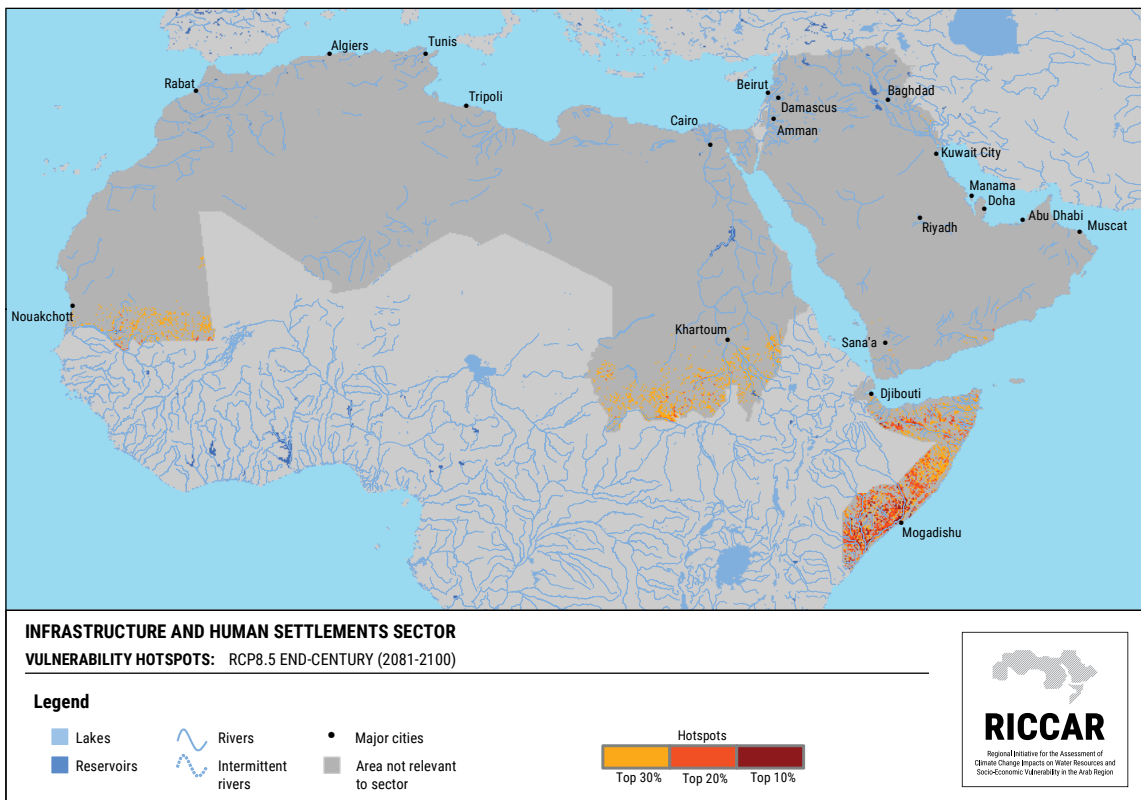 Algiers
Tunis
Rabat
Tripoli
Beirut
Damascus
Baghdad
Cairo
Amman
Kuwait City
Manama
Doha
Abu Dhabi
Riyadh
Muscat
Nouakchott
Khartoum
Sana'a
Djibouti
Mogadishu
INFRASTRUCTURE AND HUMAN SETTLEMENTS SECTOR
VULNERABILITY HOTSPOTS: RCP8.5 END-CENTURY (2081-2100)
Legend
Lakes
Reservoirs
Rivers
Intermittent
rivers
Major cities
Area not relevant
to sector
Hotspots
Top 30% Top 20% Top 10%
RICCAR
Regional Initiative for the Assessment of
Climate Change Impacts on Water Resources and
Socio-Economic Vulnerability in the Arab Region